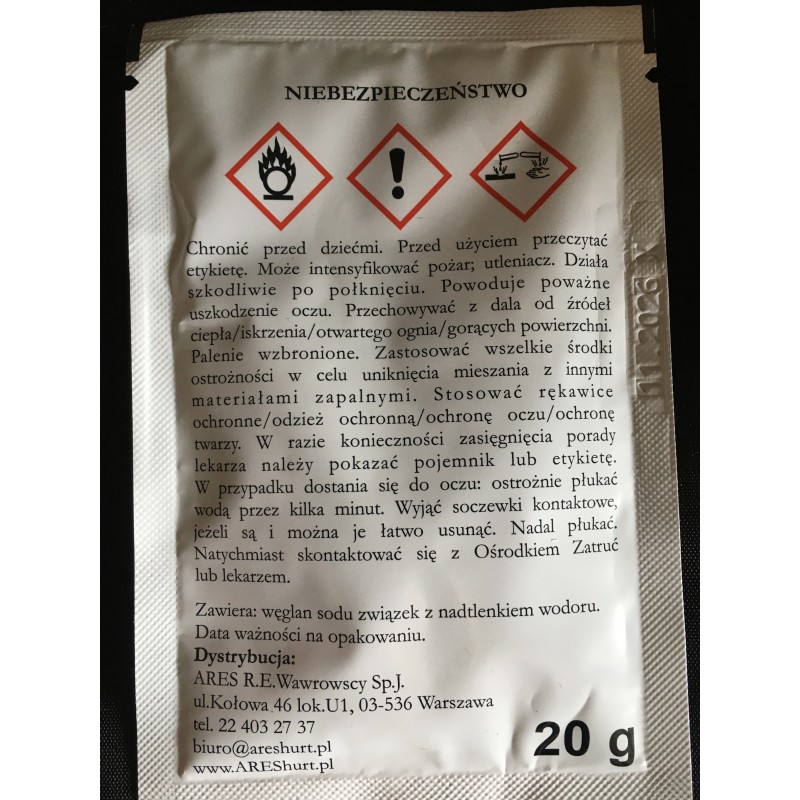 NIEBEZPIECZEŃSTWO
Chronić przed dziećmi. Przed użyciem przeczytać
etykietę. Może intensyfikować pożar; utleniacz. Działa
szkodliwie po połknięciu. Powoduje poważne
uszkodzenie oczu. Przechowywać z dala od źródeł
ciepła/iskrzenia/otwartego ognia/gorących powierzchni.
Palenie wzbronione. Zastosować wszelkie środki
ostrożności w celu uniknięcia mieszania z innymi
materiałami zapalnymi. Stosować rękawice
ochronne/odzież ochronną/ochronę oczu/ochronę
twarzy. W razie konieczności zasięgnięcia porady
lekarza należy pokazać pojemnik lub etykietę.
W przypadku dostania się do oczu: ostrożnie płukać
wodą przez kilka minut. Wyjąć soczewki kontaktowe,
jeżeli są i można je łatwo usunąć. Nadal płukać.
Natychmiast skontaktować się z Ośrodkiem Zatruć
lub lekarzem.
Zawiera: węglan sodu związek z nadtlenkiem wodoru.
Data ważności na opakowaniu.
Dystrybucja:
ARES R.E.Wawrowscy Sp.J.
ul.Kołowa 46 lok.U1, 03-536 Warszawa
tel. 22 403 27 37
biuro@areshurt.pl
www.AREShurt.pl
20 g